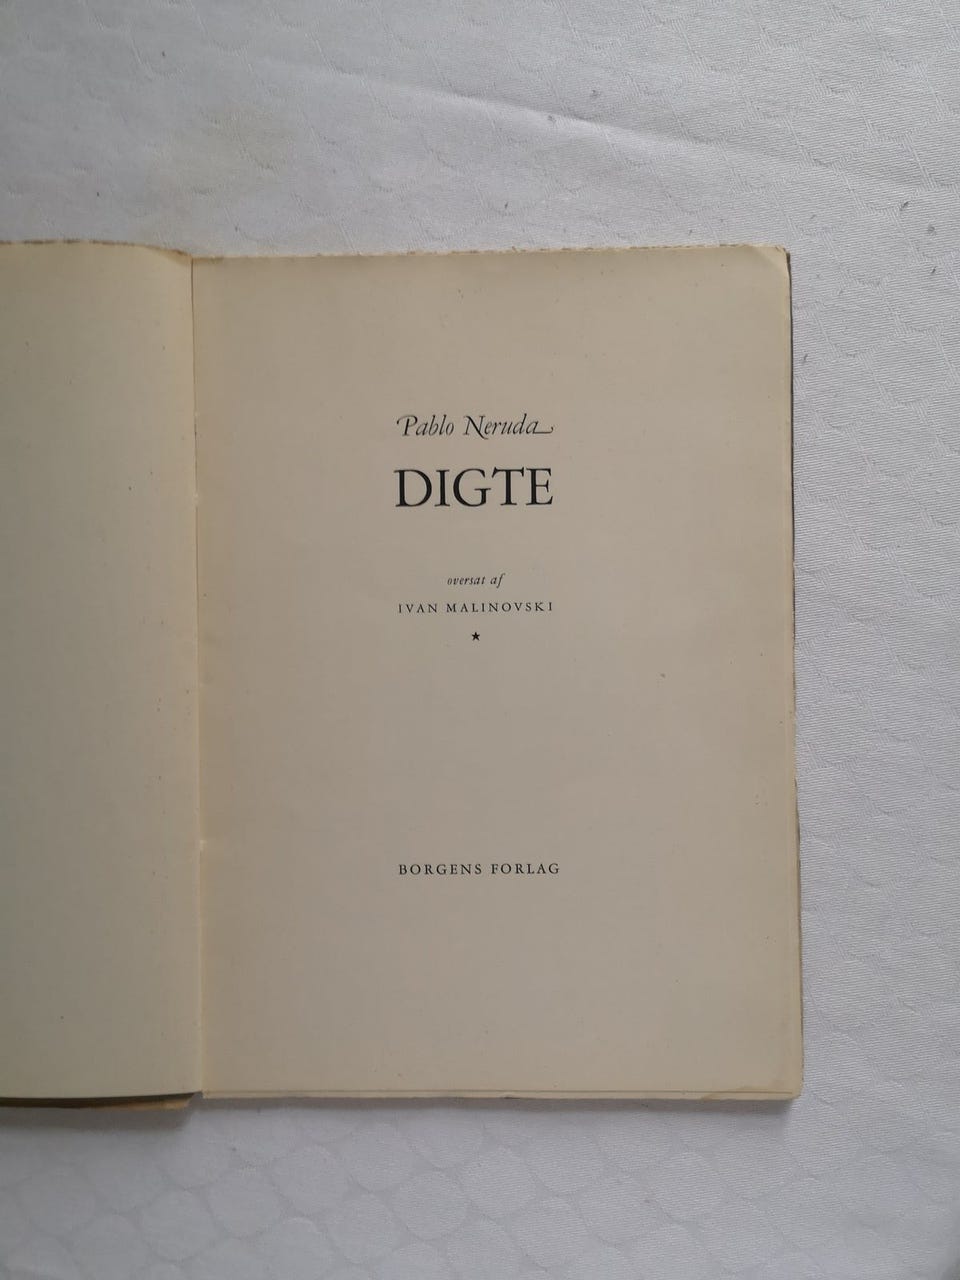 Pablo Neruda
DIGTE
oversat af
IVAN MALINOVSKI
BORGENS FORLAG